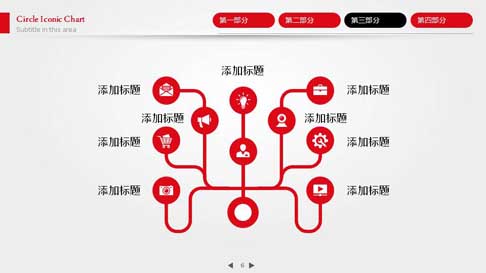 Circle Iconic Chart
Subtitle in this area
第一部分
第二部分
第三部分
第四部分
添加标题
添加标题
添加标题
添加标题
添加标题
添加标题
添加标题
添加标题
添加标题
6